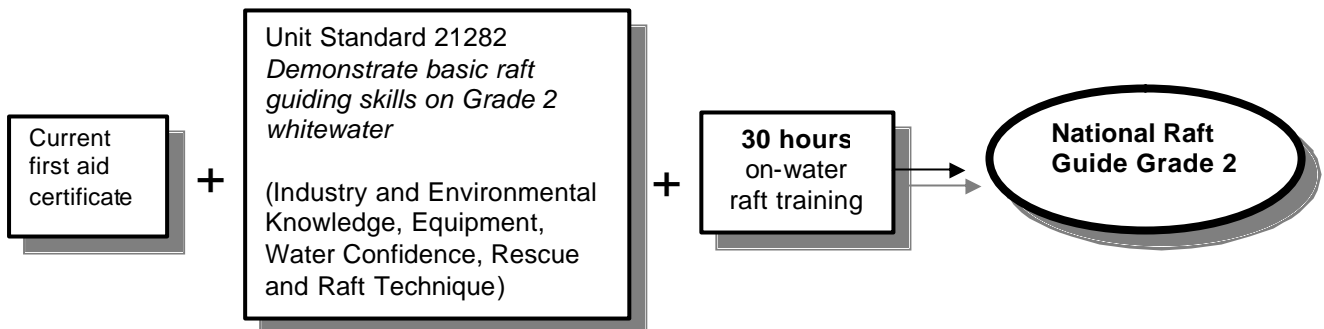 Current
first aid
certificate
+
Unit Standard 21282
Demonstrate basic raft
guiding skills on Grade 2
whitewater
(Industry and Environmental
Knowledge, Equipment,
Water Confidence, Rescue
and Raft Technique)
+
30 hours
on-water
raft training
National Raft
Guide Grade 2